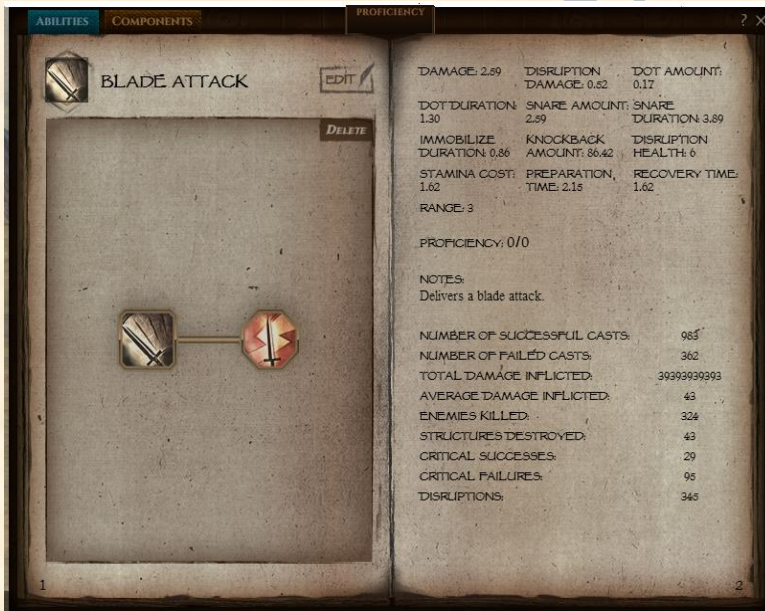 ABILITIES COMPONENTS PROFICIENCY ? X
BLADE ATTACK EDIT
DELETE
1
DAMAGE: 2.59 DISRUPTION DOT AMOUNT:
DAMAGE: 0.52 0.17
DOT DURATION: SNARE AMOUNT: SNARE
1.30 2.59 DURATION: 3.89
IMMOBILIZE KNOCKBACK DISRUPTION
DURATION: 0.86 AMOUNT: 86.42 HEALTH: 6
STAMINA COST: PREPARATION RECOVERY TIME:
1.62 TIME: 2.15 1.62
RANGE: 3
PROFICIENCY: 0/0
NOTES:
Delivers a blade attack.
NUMBER OF SUCCESSFUL CASTS: 983
NUMBER OF FAILED CASTS: 362
TOTAL DAMAGE INFLICTED: 39393939393
AVERAGE DAMAGE INFLICTED: 43
ENEMIES KILLED: 324
STRUCTURES DESTROYED: 43
CRITICAL SUCCESSES: 29
CRITICAL FAILURES: 95
DISRUPTIONS: 345
2